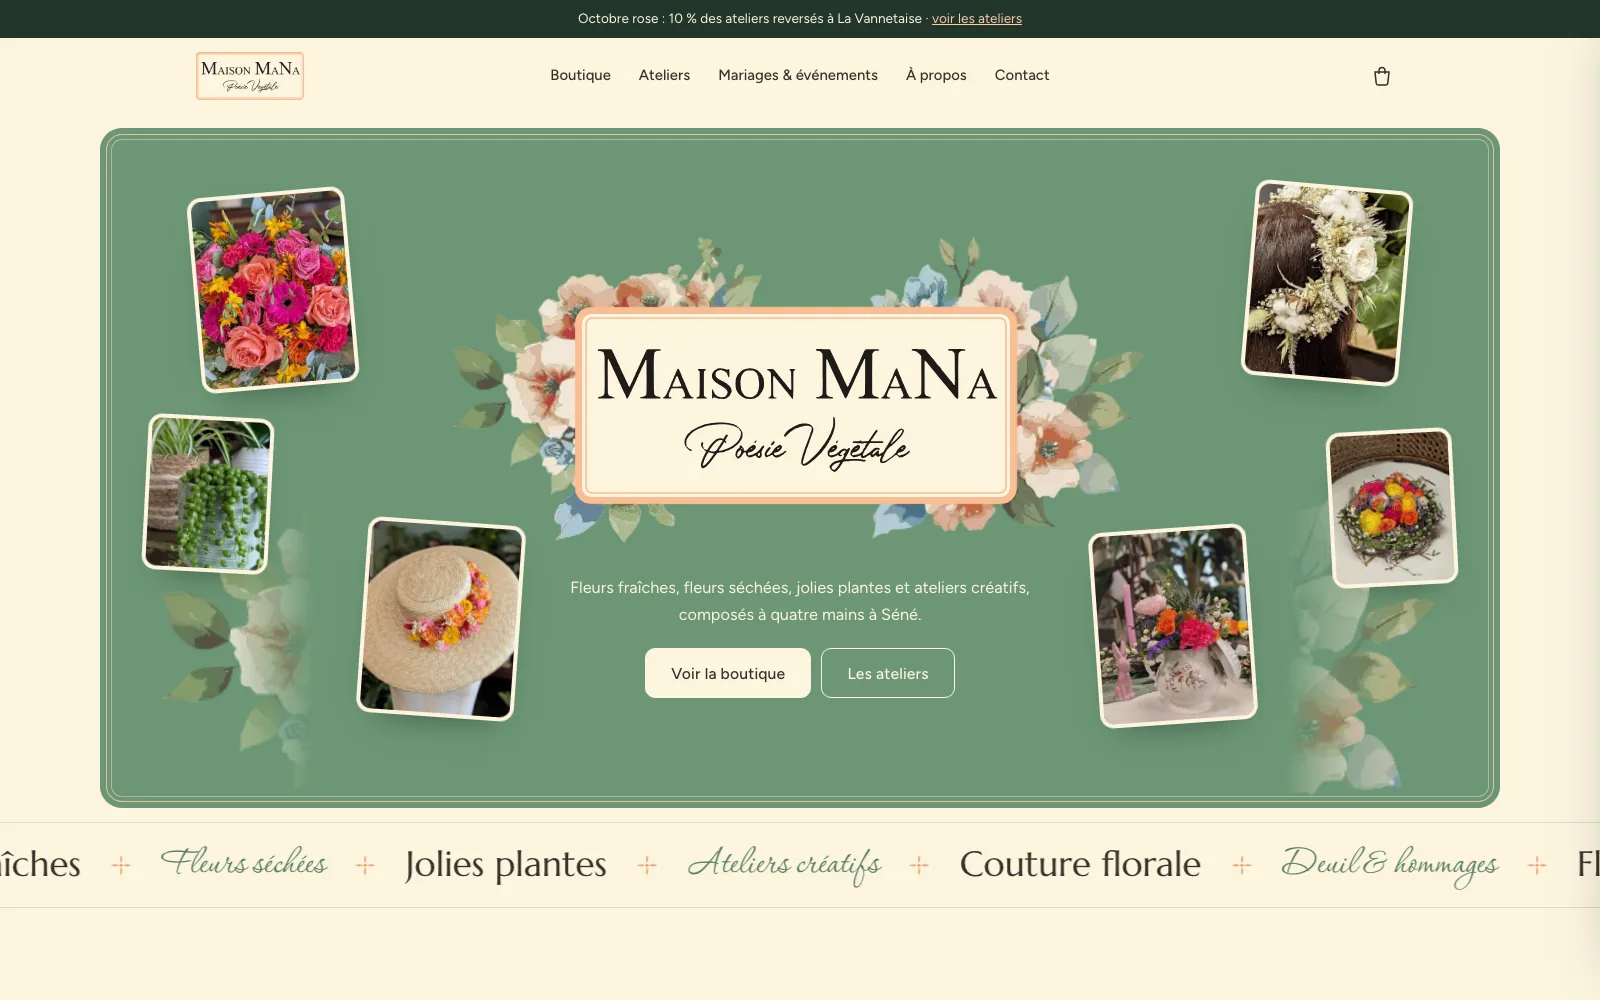 Octobre rose : 10 % des ateliers reversés à La Vannetaise · voir les ateliers
Maison MaNa
Poésie Végétale
Boutique Ateliers Mariages & événements À propos Contact
Maison MaNa
Poésie Végétale
Fleurs fraîches, fleurs séchées, jolies plantes et ateliers créatifs,
composés à quatre mains à Séné.
Voir la boutique Les ateliers
aîches Fleurs séchées Jolies plantes Ateliers créatifs Couture florale Deuil & hommages Fl